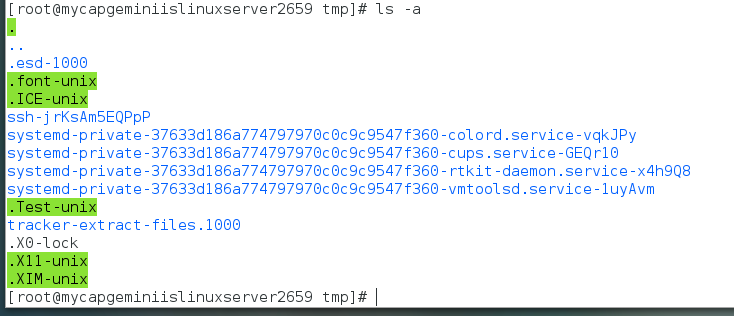 [root@mycapgeminiislinuxserver2659 tmp]# ls -a
.
..
.esd-1000
.font-unix
.ICE-unix
ssh-jrKsAm5EQPpP
systemd-private-37633d186a774797970c0c9c9547f360-colord.service-vqkJPy
systemd-private-37633d186a774797970c0c9c9547f360-cups.service-GEQr10
systemd-private-37633d186a774797970c0c9c9547f360-rtkit-daemon.service-x4h9Q8
systemd-private-37633d186a774797970c0c9c9547f360-vmtoolsd.service-1uyAvm
.Test-unix
tracker-extract-files.1000
.X0-lock
.X11-unix
.XIM-unix
[root@mycapgeminiislinuxserver2659 tmp]#